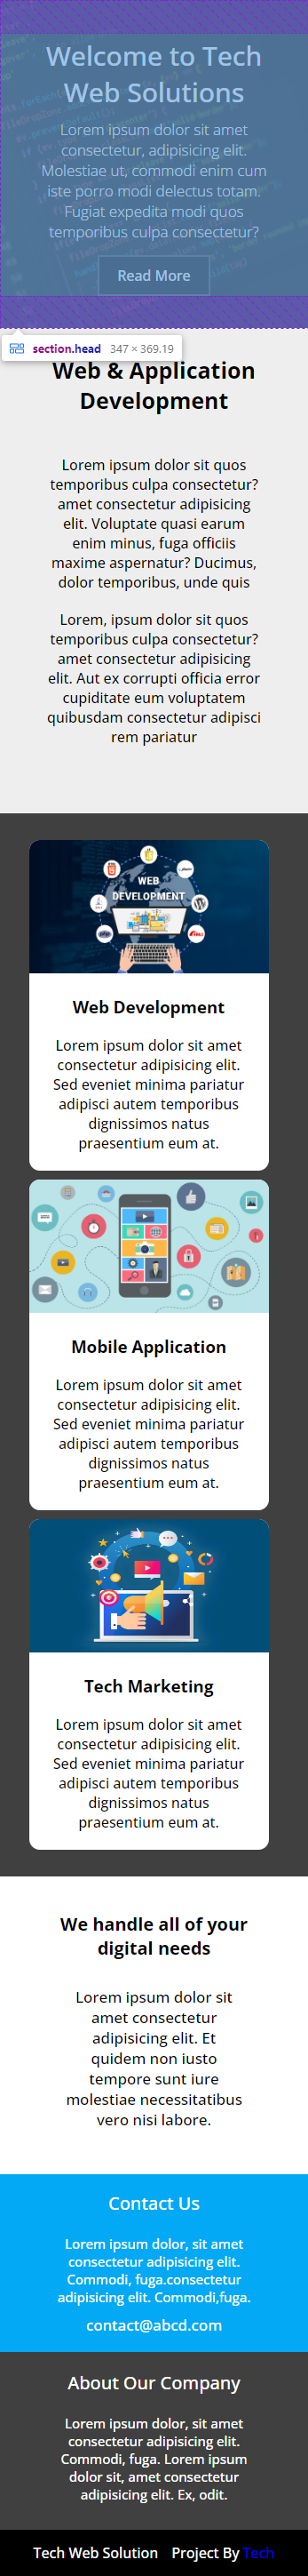 Welcome to Tech
Web Solutions
Lorem ipsum dolor sit amet
consectetur, adipisicing elit.
Molestiae ut, commodi enim cum
iste porro modi delectus totam.
Fugiat expedita modi quos
temporibus culpa consectetur?
Read More
section.head 347 × 369.19
Web & Application
Development
Lorem ipsum dolor sit quos
temporibus culpa consectetur?
amet consectetur adipisicing
elit. Voluptate quasi earum
enim minus, fuga officiis
maxime aspernatur? Ducimus,
dolor temporibus, unde quis
Lorem, ipsum dolor sit quos
temporibus culpa consectetur?
amet consectetur adipisicing
elit. Aut ex corrupti officia error
cupiditate eum voluptatem
quibusdam consectetur adipisci
rem pariatur
WEB
DEVELOPMENT
Web Development
Lorem ipsum dolor sit amet
consectetur adipisicing elit.
Sed eveniet minima pariatur
adipisci autem temporibus
dignissimos natus
praesentium eum at.
Mobile Application
Lorem ipsum dolor sit amet
consectetur adipisicing elit.
Sed eveniet minima pariatur
adipisci autem temporibus
dignissimos natus
praesentium eum at.
Tech Marketing
Lorem ipsum dolor sit amet
consectetur adipisicing elit.
Sed eveniet minima pariatur
adipisci autem temporibus
dignissimos natus
praesentium eum at.
We handle all of your
digital needs
Lorem ipsum dolor sit
amet consectetur
adipisicing elit. Et
quidem non iusto
tempore sunt iure
molestiae necessitatibus
vero nisi labore.
Contact Us
Lorem ipsum dolor, sit amet
consectetur adipisicing elit.
Commodi, fuga.consectetur
adipisicing elit. Commodi,fuga.
contact@abcd.com
About Our Company
Lorem ipsum dolor, sit amet
consectetur adipisicing elit.
Commodi, fuga. Lorem ipsum
dolor sit, amet consectetur
adipisicing elit. Ex, odit.
Tech Web Solution Project By Tech